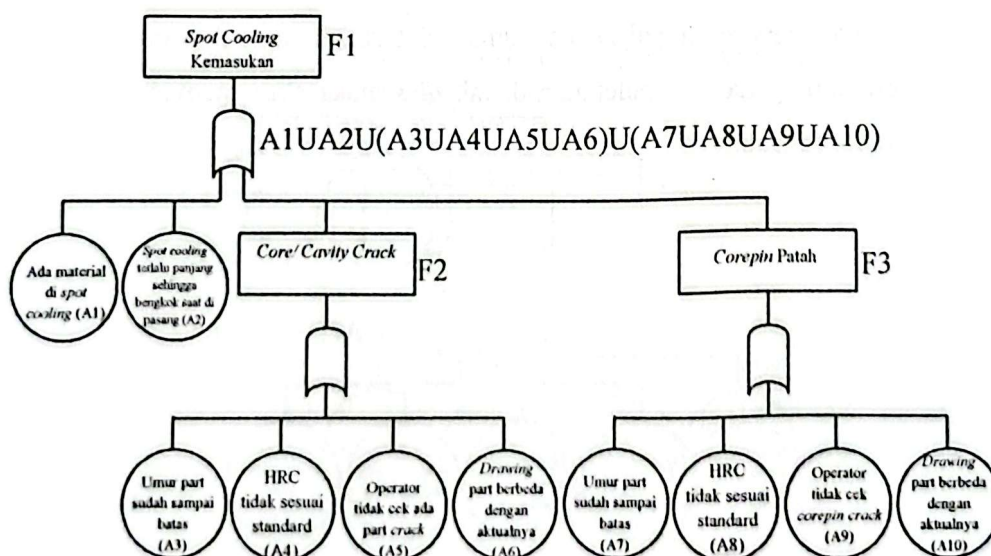 Spot Cooling
Kemasukan
F1
A1UA2U(A3UA4UA5UA6)U(A7UA8UA9UA10)
Ada material
di spot
cooling (A1)
Spot cooling
terlalu panjang
sehingga
bengkok saat di
pasang (A2)
Core/ Cavity Crack
F2
Corepin Patah
F3
Umur part
sudah sampai
batas
(A3)
HRC
tidak sesuai
standard
(A4)
Operator
tidak cek ada
part crack
(A5)
Drawing
part berbeda
dengan
aktualnya
(A6)
Umur part
sudah sampai
batas
(A7)
HRC
tidak sesuai
standard
(A8)
Operator
tidak cek
corepin crack
(A9)
Drawing
part berbeda
dengan
aktualnya
(A10)